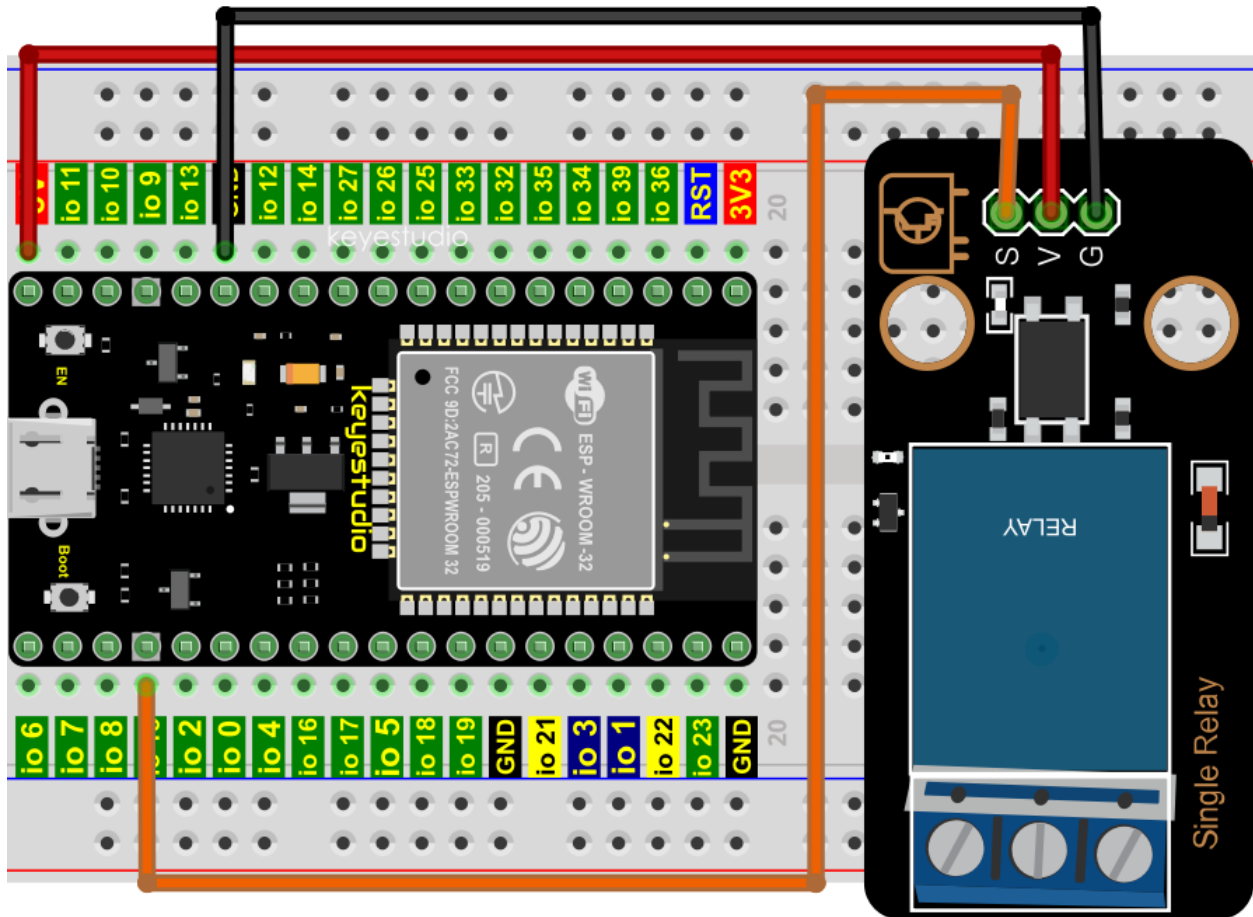 io 11
io 10
io 9
io 13
GND
io 12
io 14
io 27
io 26
io 25
io 33
io 32
io 35
io 34
io 39
io 36
RST
3V3
20
keyestudio
S
V
G
EN
Boot
keyestudio
WiFi
ESP - WROOM -32
CE
R
205 - 000519
FCC 9D:2AC72-ESPWROOM 32
RELAY
io 6
io 7
io 8
io 2
io 0
io 4
io 16
io 17
io 5
io 18
io 19
GND
io 21
io 3
io 1
io 22
io 23
GND
20
Single Relay